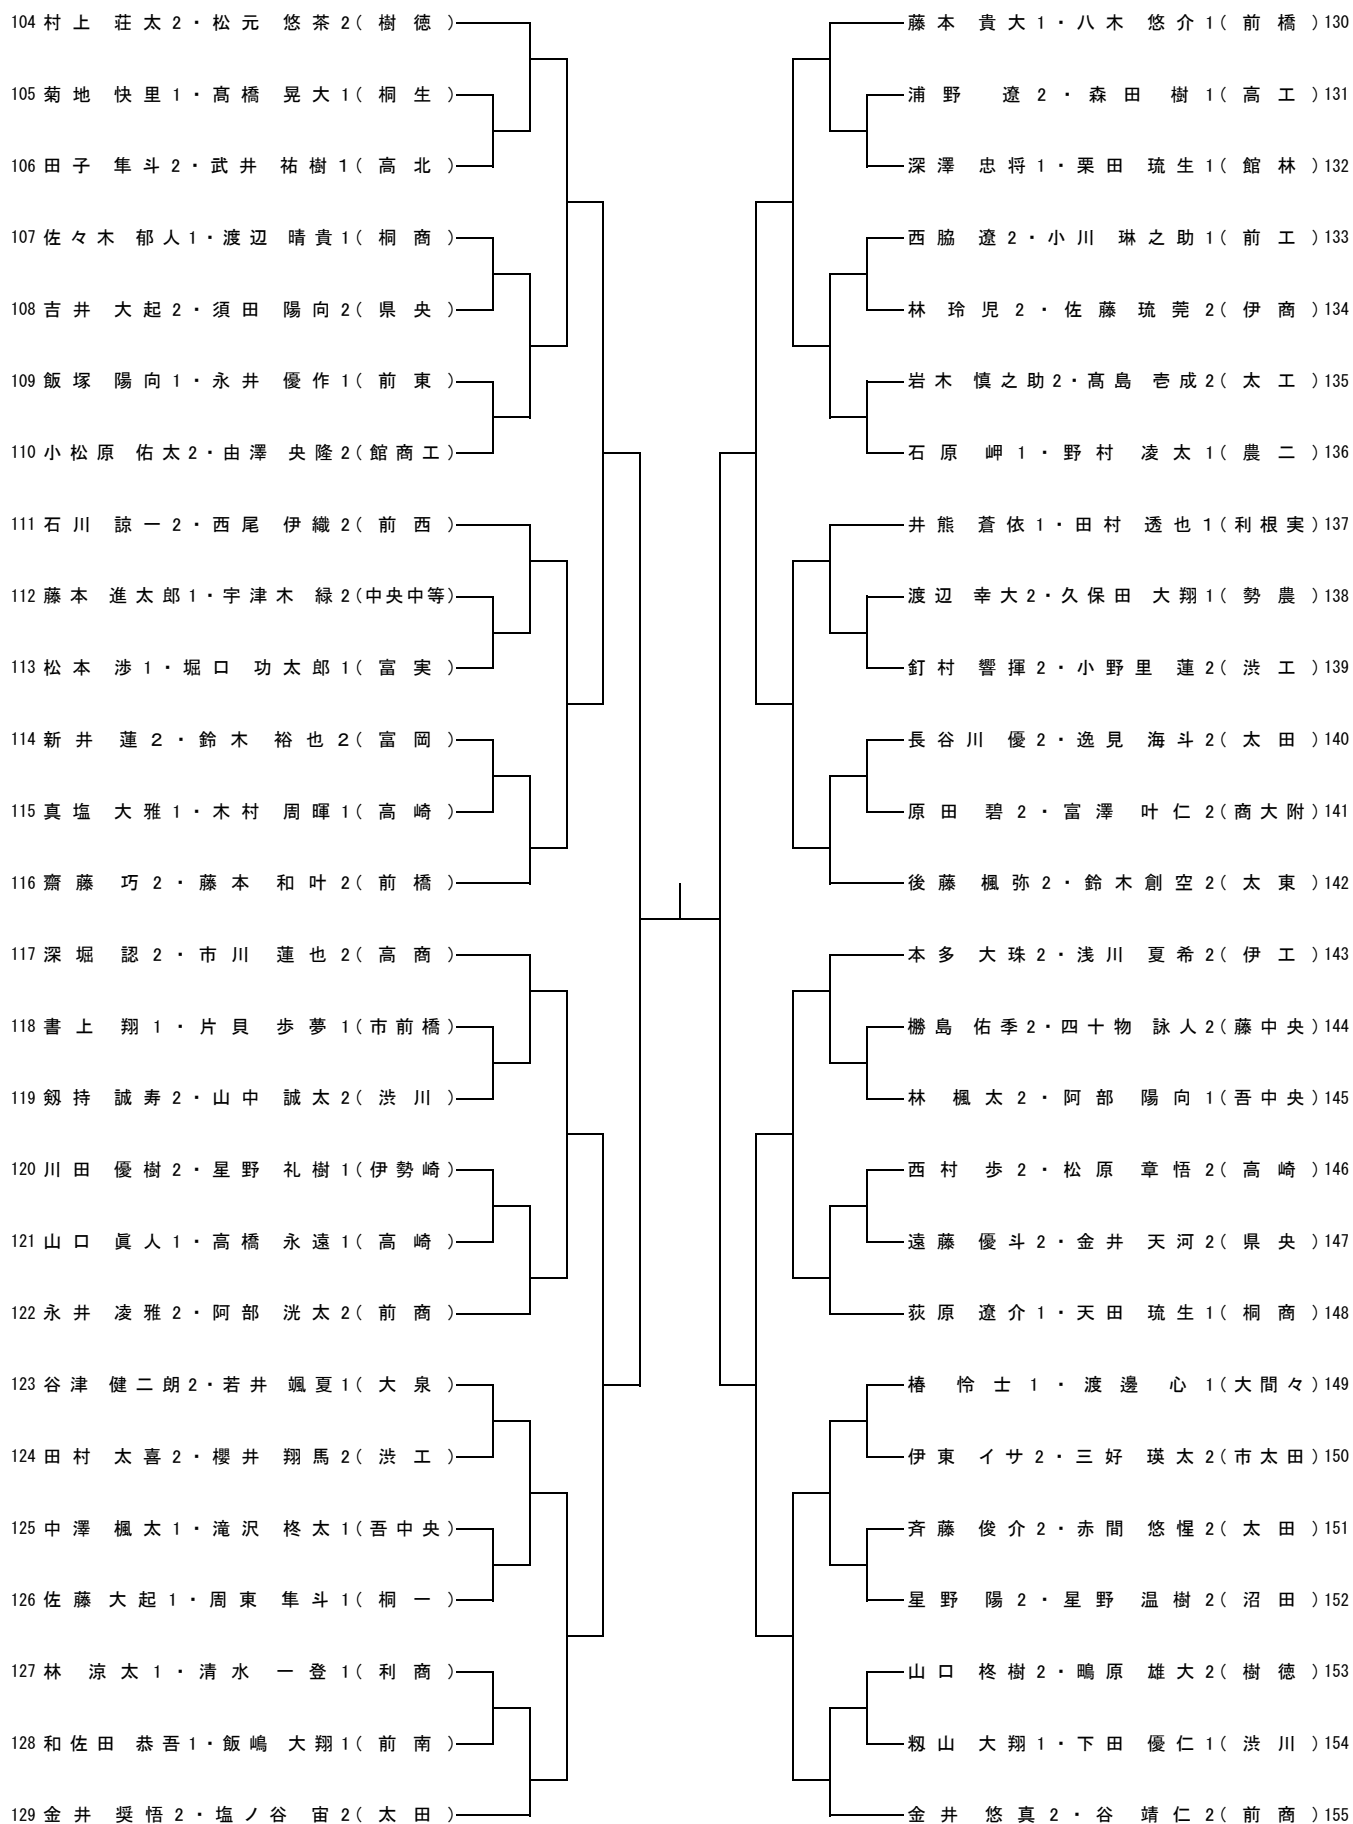 104 村上 荘太2・松元 悠茶2(樹徳)
105 菊地 快里1・髙橋 晃大1(桐生)
106 田子 隼斗2・武井 祐樹1(高北)
107 佐々木 郁人1・渡辺 晴貴1(桐商)
108 吉井 大起2・須田 陽向2(県央)
109 飯塚 陽向1・永井 優作1(前東)
110 小松原 佑太2・由澤 央隆2(館商工)
111 石川 諒一2・西尾 伊織2(前西)
112 藤本 進太郎1・宇津木 緑2(中央中等)
113 松本 渉1・堀口 功太郎1(富実)
114 新井 蓮２・鈴木 裕也２(富岡)
115 真塩 大雅1・木村 周暉1(高崎)
116 齋藤 巧2・藤本 和叶2(前橋)
117 深堀 認2・市川 蓮也2(高商)
118 書上 翔1・片貝 歩夢1(市前橋)
119 剱持 誠寿2・山中 誠太2(渋川)
120 川田 優樹2・星野 礼樹1(伊勢崎)
121 山口 眞人1・高橋 永遠1(高崎)
122 永井 凌雅2・阿部 洸太2(前商)
123 谷津 健二朗2・若井 颯夏1(大泉)
124 田村 太喜2・櫻井 翔馬2(渋工)
125 中澤 楓太1・滝沢 柊太1(吾中央)
126 佐藤大起1・周東 隼斗1(桐一)
127 林 涼太1・清水 一登1(利商)
128 和佐田 恭吾1・飯嶋 大翔1(前南)
129 金井 奨悟2・塩ノ谷 宙2(太田)
藤本 貴大1・八木 悠介1(前橋)130
浦野 遼2・森田 樹1(高工)131
深澤 忠将1・栗田 琉生1(館林)132
西脇 遼2・小川 琳之助1(前工)133
林 玲児2・佐藤 琉莞2(伊商)134
岩木 慎之助2・髙島 壱成2(太工)135
石原 岬1・野村 凌太1(農二)136
井熊 蒼依1・田村 透也1(利根実)137
渡辺 幸大2・久保田 大翔1(勢農)138
釘村 響揮2・小野里 蓮2(渋工)139
長谷川 優2・逸見 海斗2(太田)140
原田 碧2・富澤 叶仁2(商大附)141
後藤 楓弥2・鈴木創空2(太東)142
本多 大珠2・浅川 夏希2(伊工)143
橳島 佑季2・四十物 詠人2(藤中央)144
林 楓太2・阿部 陽向1(吾中央)145
西村 歩2・松原 章悟2(高崎)146
遠藤 優斗2・金井 天河2(県央)147
荻原 遼介1・天田 琉生1(桐商)148
椿 怜士1・渡邊 心1(大間々)149
伊東 イサ2・三好 瑛太2(市太田)150
斉藤 俊介2・赤間 悠惺2(太田)151
星野 陽2・星野 温樹2(沼田)152
山口 柊樹2・鴫原 雄大2(樹徳)153
籾山 大翔1・下田 優仁1(渋川)154
金井 悠真2・谷 靖仁2(前商)155